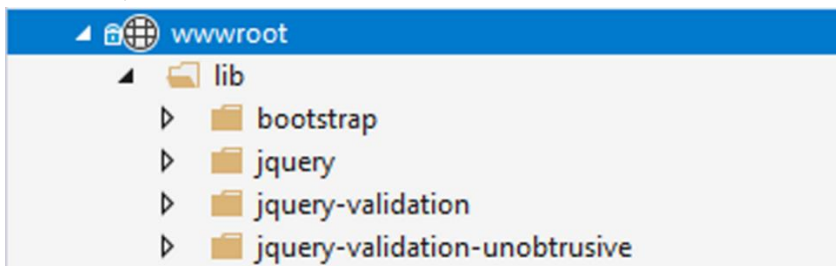 wwwroot
lib
bootstrap
jquery
jquery-validation
jquery-validation-unobtrusive